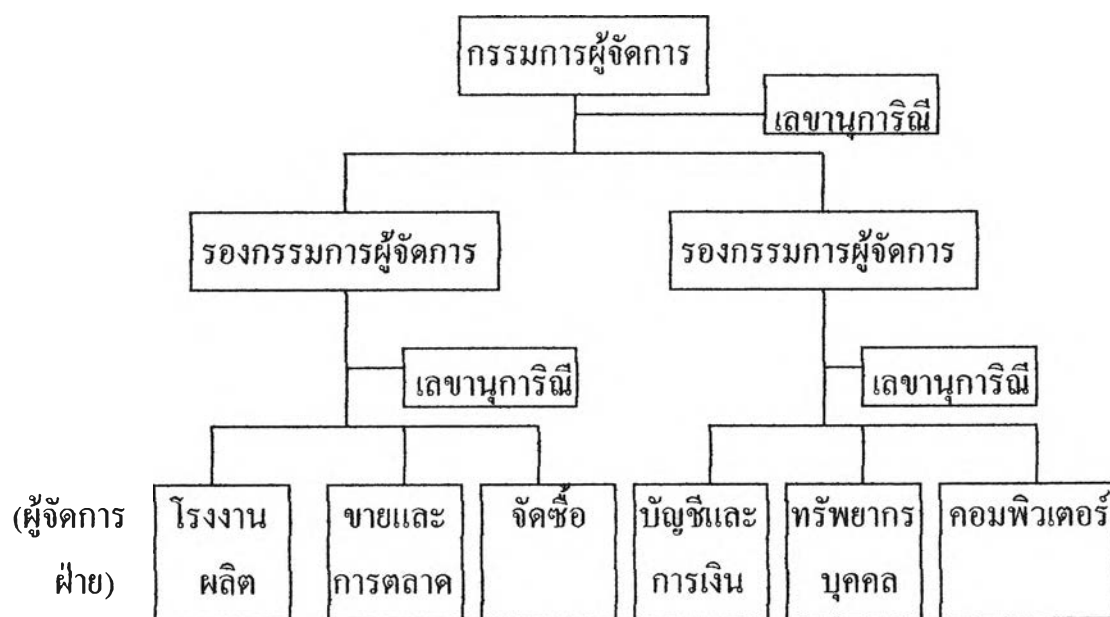 กรรมการผู้จัดการ
เลขานุการิณี
รองกรรมการผู้จัดการ
รองกรรมการผู้จัดการ
เลขานุการิณี
เลขานุการิณี
(ผู้จัดการ
ฝ่าย)
โรงงาน
ผลิต
ขายและ
การตลาด
จัดซื้อ
บัญชีและ
การเงิน
ทรัพยากร
บุคคล
คอมพิวเตอร์